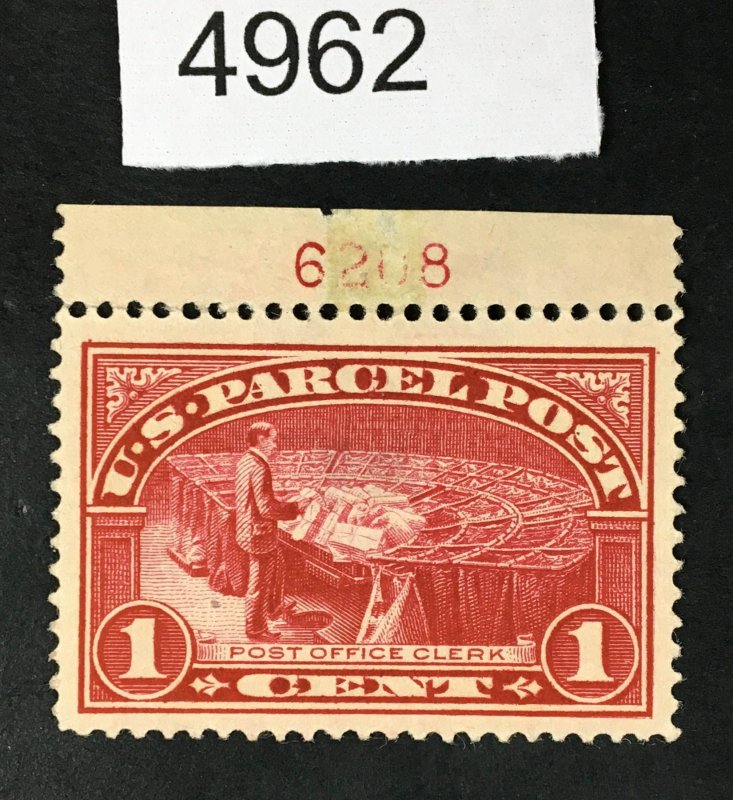 4962
6208
U.S. PARCEL POST
POST OFFICE CLERK
1 CENT 1